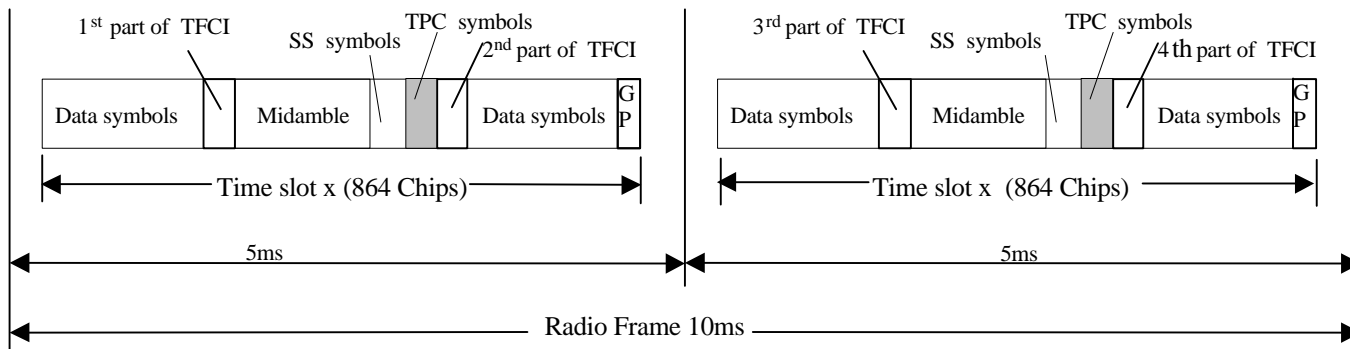 1st part of TFCI
SS symbols
TPC symbols
2nd part of TFCI
3rd part of TFCI
SS symbols
TPC symbols
4th part of TFCI
Data symbols
Midamble
Data symbols
G
P
Data symbols
Midamble
Data symbols
G
P
Time slot x (864 Chips)
Time slot x (864 Chips)
5ms
5ms
Radio Frame 10ms